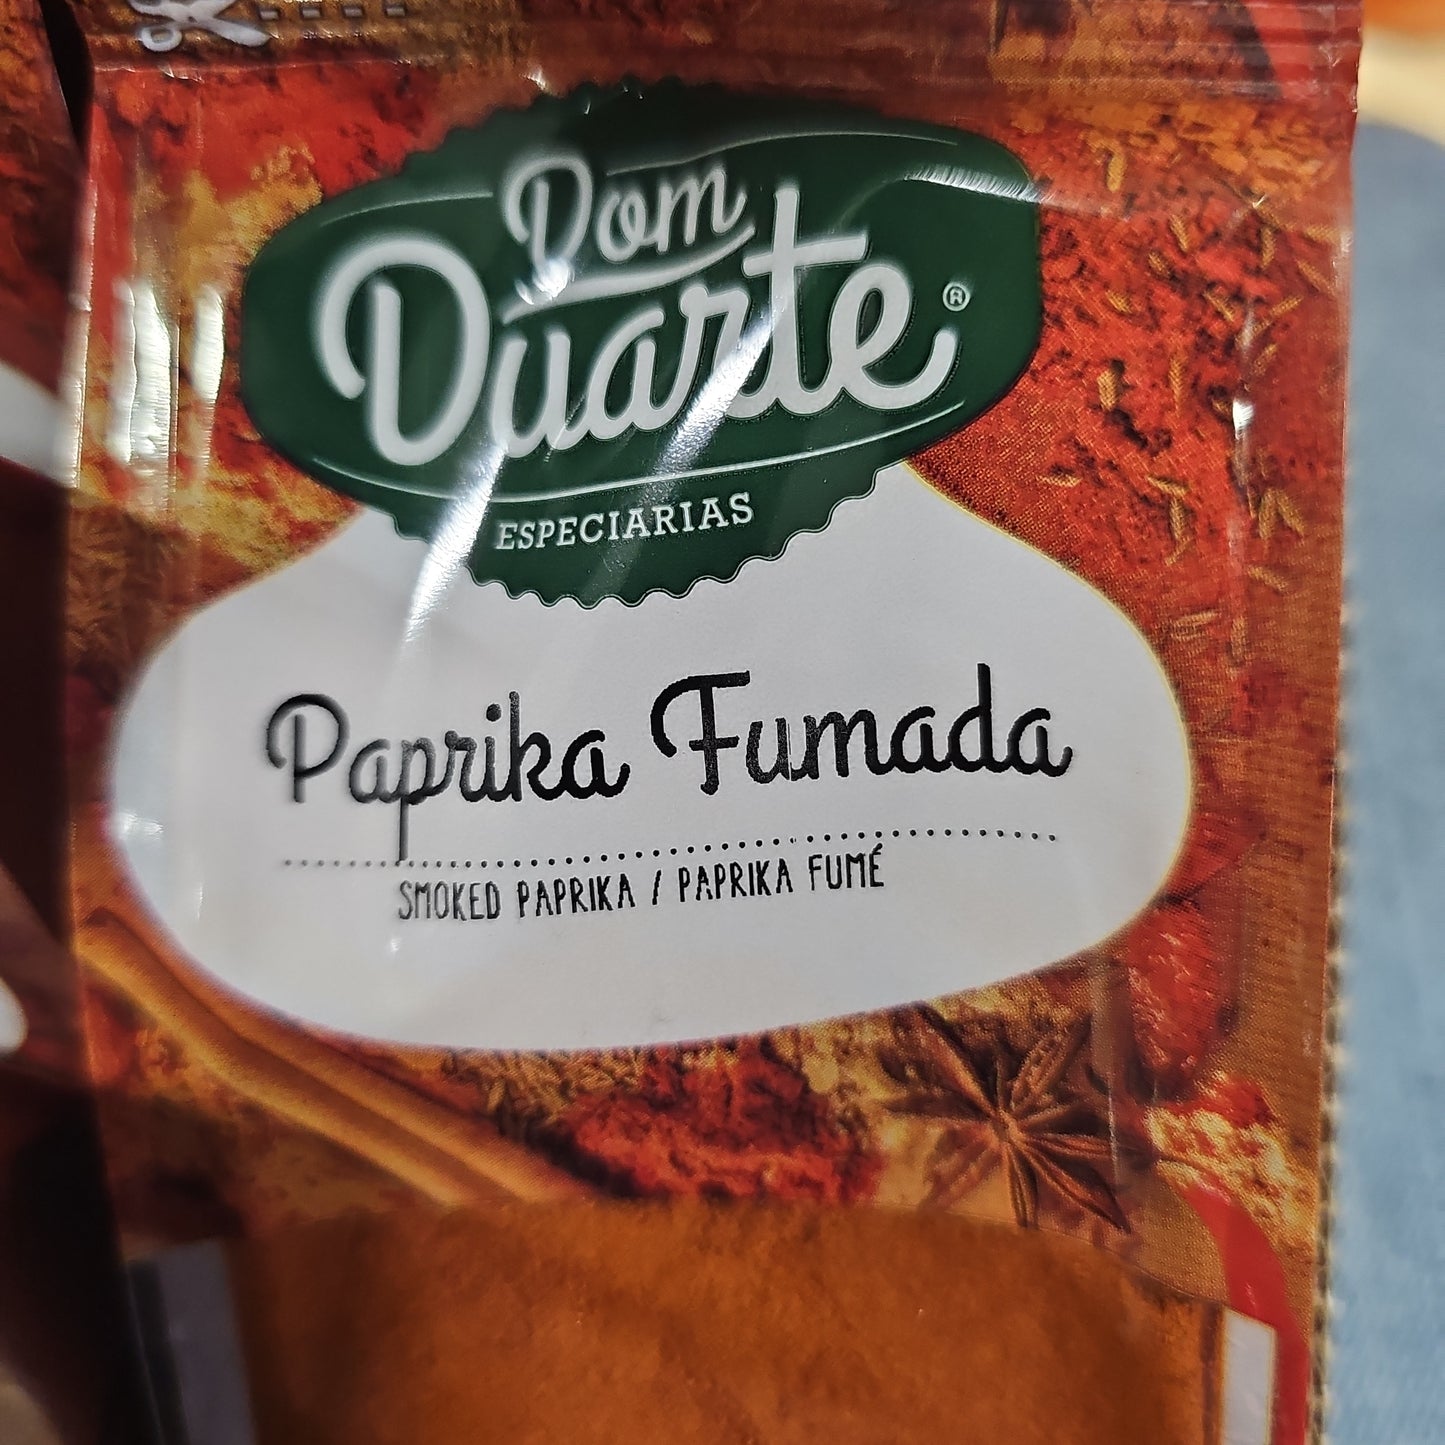 Dom
Duarte®
ESPECIARIAS
Paprika Fumada
SMOKED PAPRIKA / PAPRIKA FUMÉ